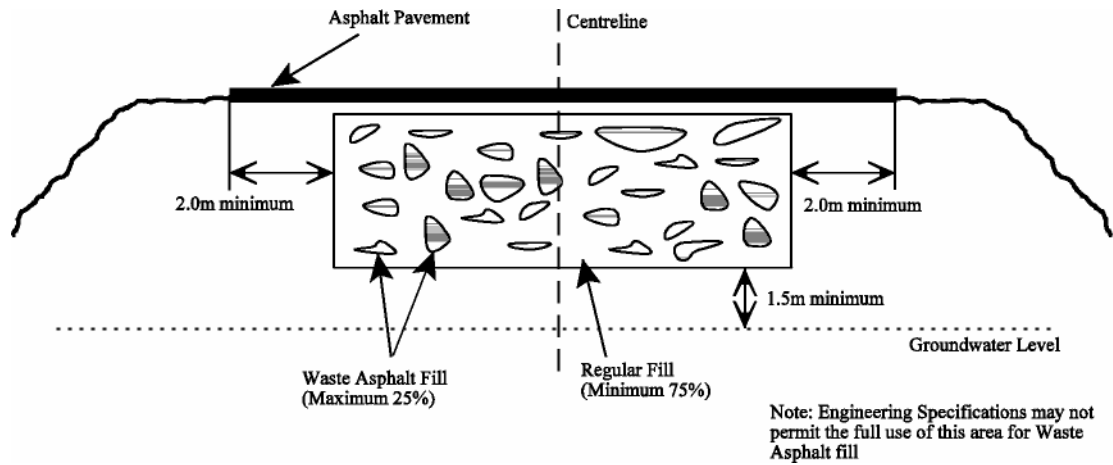 Asphalt Pavement
Centreline
2.0m minimum
2.0m minimum
1.5m minimum
Groundwater Level
Waste Asphalt Fill
(Maximum 25%)
Regular Fill
(Minimum 75%)
Note: Engineering Specifications may not
permit the full use of this area for Waste
Asphalt fill